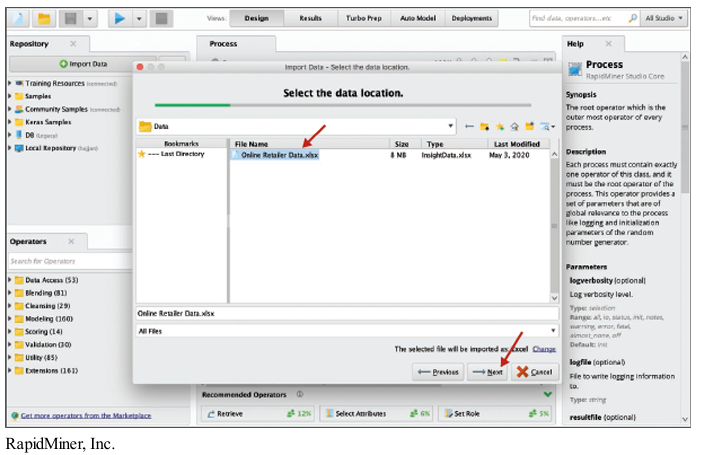 Views:
Design
Results
Turbo Prep
Auto Model
Deployments
Find data, operators...etc
All Studio
Repository
Import Data
Training Resources (connected)
Samples
Community Samples (connected)
Keras Samples
DB (Legacy)
Local Repository (hajjan)
Process
Import Data - Select the data location.
Select the data location.
Data
Bookmarks
--- Last Directory
File Name Size Type Last Modified
Online Retailer Data.xlsx 8 MB InsightData.xlsx May 3, 2020
Online Retailer Data.xlsx
All Files
The selected file will be imported as: Excel Change
Previous
Next
Cancel
Operators
Search for Operators
Data Access (53)
Blending (81)
Cleansing (29)
Modeling (160)
Scoring (14)
Validation (30)
Utility (85)
Extensions (161)
Get more operators from the Marketplace
Recommended Operators
Retrieve 12%
Select Attributes 6%
Set Role 5%
Help
Process
RapidMiner Studio Core
Synopsis
The root operator which is the
outer most operator of every
process.
Description
Each process must contain exactly
one operator of this class, and it
must be the root operator of the
process. This operator provides a
set of parameters that are of
global relevance to the process
like logging and initialization
parameters of the random
number generator.
Parameters
logverbosity (optional)
Log verbosity level.
Type: selection
Range: all, io, status, init, notes,
warning, error, fatal,
almost_none, off
Default: init
logfile (optional)
File to write logging information
to.
Type: string
resultfile (optional)
RapidMiner, Inc.